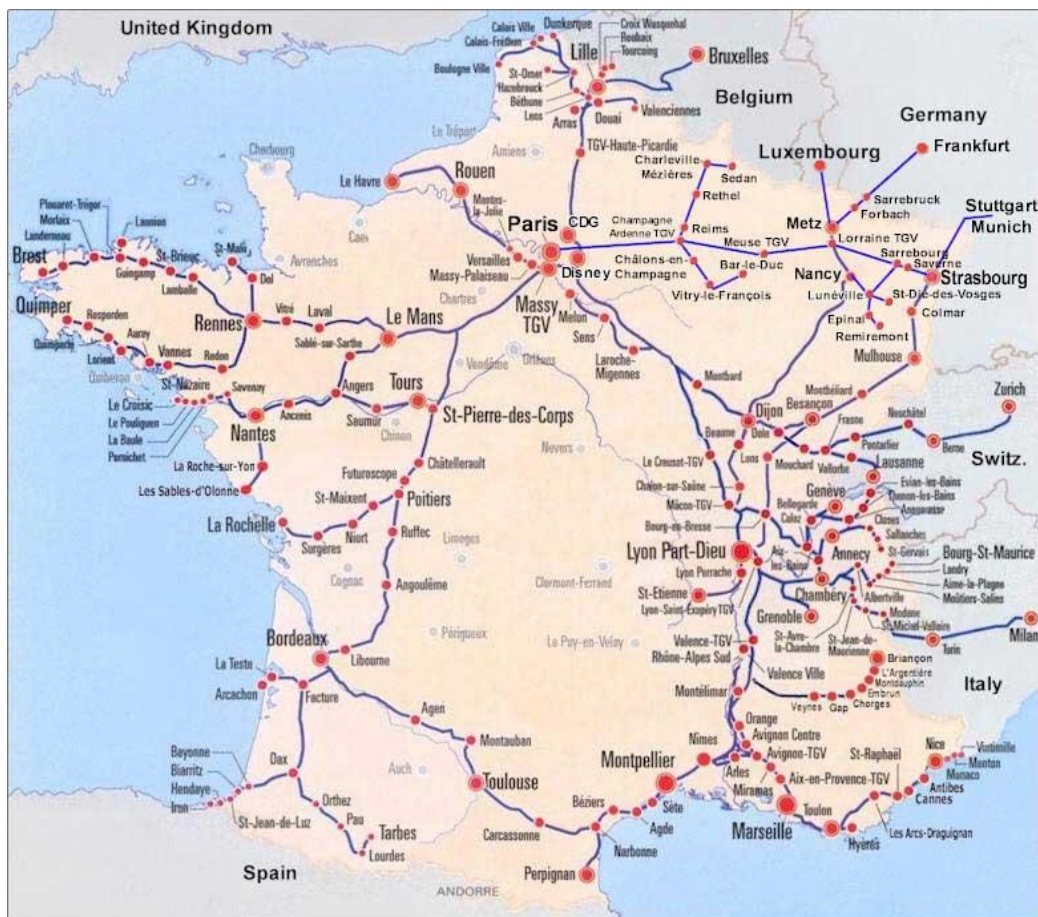 United Kingdom
Calais Ville
Dunkerque
Croix Wasquehal
Roubaix
Tourcoing
Calais-Fréthun
Lille
Bruxelles
Boulogne Ville
St-Omer
Hazebrouck
Béthune
Lens
Arras
Douai
Valenciennes
Belgium
Germany
Frankfurt
Luxembourg
Le Tréport
Amiens
TGV-Haute-Picardie
Charleville
Mézières
Sedan
Rethel
Sarrebruck
Forbach
Stuttgart
Munich
Cherbourg
Le Havre
Rouen
Mantes-
la-Jolie
Paris
CDG
Champagne
Ardenne TGV
Reims
Metz
Meuse TGV
Lorraine TGV
Sarrebourg
Saverne
Strasbourg
Caen
Plouaret-Trégor
Morlaix
Landerneau
Lannion
Brest
Guingamp
St-Brieuc
Lamballe
St-Malo
Dol
Avranches
Versailles
Massy-Palaiseau
Disney
Massy
TGV
Châlons-en-
Champagne
Bar-le-Duc
Vitry-le-François
Nancy
Lunéville
St-Dié-des-Vosges
Epinal
Remiremont
Colmar
Mulhouse
Chartres
Melun
Sens
Quimper
Rosporden
Quimperlé
Lorient
Auray
Vannes
Quiberon
Redon
Rennes
Vitré
Laval
Le Mans
Sablé-sur-Sarthe
Vendôme
Orléans
Laroche-
Migennes
Montbard
Montbéliard
Zurich
St-Nazaire
Savenay
Le Croisic
Le Pouliguen
La Baule
Pornichet
Nantes
Ancenis
Angers
Saumur
Tours
Chinon
St-Pierre-des-Corps
Dijon
Besançon
Dole
Beaune
Frasne
Neuchâtel
Pontarlier
Berne
Switz.
Nevers
La Roche-sur-Yon
Les Sables-d'Olonne
Futuroscope
Châtellerault
St-Maixent
Poitiers
Le Creusot-TGV
Lons
Mouchard
Vallorbe
Lausanne
Chalon-sur-Saône
Mâcon-TGV
Bourg-en-Bresse
Bellegarde
Genève
Evian-les-Bains
Thonon-les-Bains
Annemasse
Culoz
Cluses
Sallanches
St-Gervais
La Rochelle
Surgères
Niort
Ruffec
Limoges
Cognac
Angoulême
Clermont-Ferrand
Lyon Part-Dieu
Lyon Perrache
St-Etienne
Lyon-Saint-Exupéry TGV
Aix-
les-Bains
Annecy
Chambéry
Bourg-St-Maurice
Landry
Aime-la-Plagne
Moûtiers-Salins
Albertville
Modane
St-Michel-Valloire
Grenoble
St-Avre-
la-Chambre
St-Jean-de-
Maurienne
Turin
Milan
Italy
Périgueux
Le Puy-en-Velay
Bordeaux
Libourne
La Teste
Arcachon
Facture
Valence-TGV
Rhône-Alpes Sud
Valence Ville
Montélimar
Briançon
L'Argentière
Montdauphin
Embrun
Chorges
Gap
Veynes
Agen
Montauban
Auch
Toulouse
Orange
Avignon Centre
Avignon-TGV
Nîmes
Arles
Miramas
Aix-en-Provence-TGV
St-Raphaël
Nice
Vintimille
Menton
Monaco
Antibes
Cannes
Les Arcs-Draguignan
Bayonne
Biarritz
Hendaye
Irun
Dax
St-Jean-de-Luz
Orthez
Pau
Tarbes
Lourdes
Carcassonne
Béziers
Montpellier
Sète
Agde
Narbonne
Perpignan
Marseille
Toulon
Hyères
Spain
ANDORRE